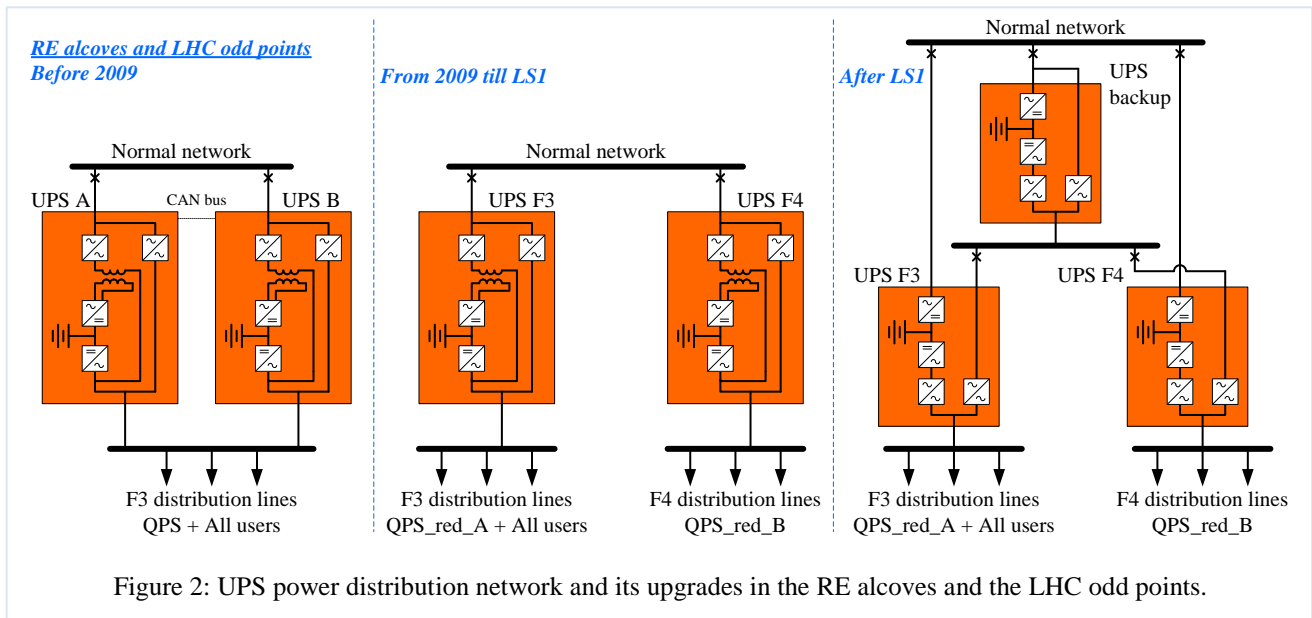 RE alcoves and LHC odd points
Before 2009
Normal network
UPS A
CAN bus
UPS B
F3 distribution lines
QPS + All users
From 2009 till LS1
Normal network
UPS F3
UPS F4
F3 distribution lines
QPS_red_A + All users
F4 distribution lines
QPS_red_B
After LS1
Normal network
UPS
backup
UPS F3
UPS F4
F3 distribution lines
QPS_red_A + All users
F4 distribution lines
QPS_red_B
Figure 2: UPS power distribution network and its upgrades in the RE alcoves and the LHC odd points.